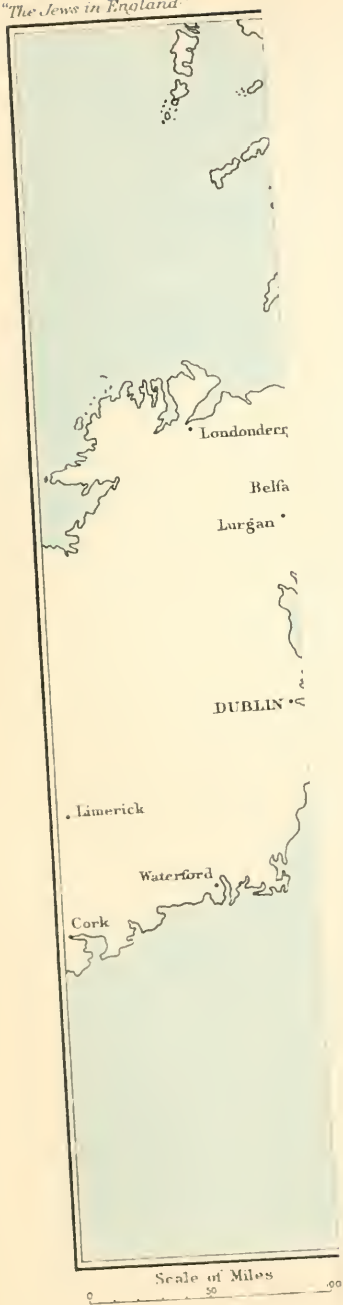 "The Jews in England
Londonderr
Belfa
Lurgan
DUBLIN
Limerick
Waterford
Cork
Scale of Miles
0 50 00